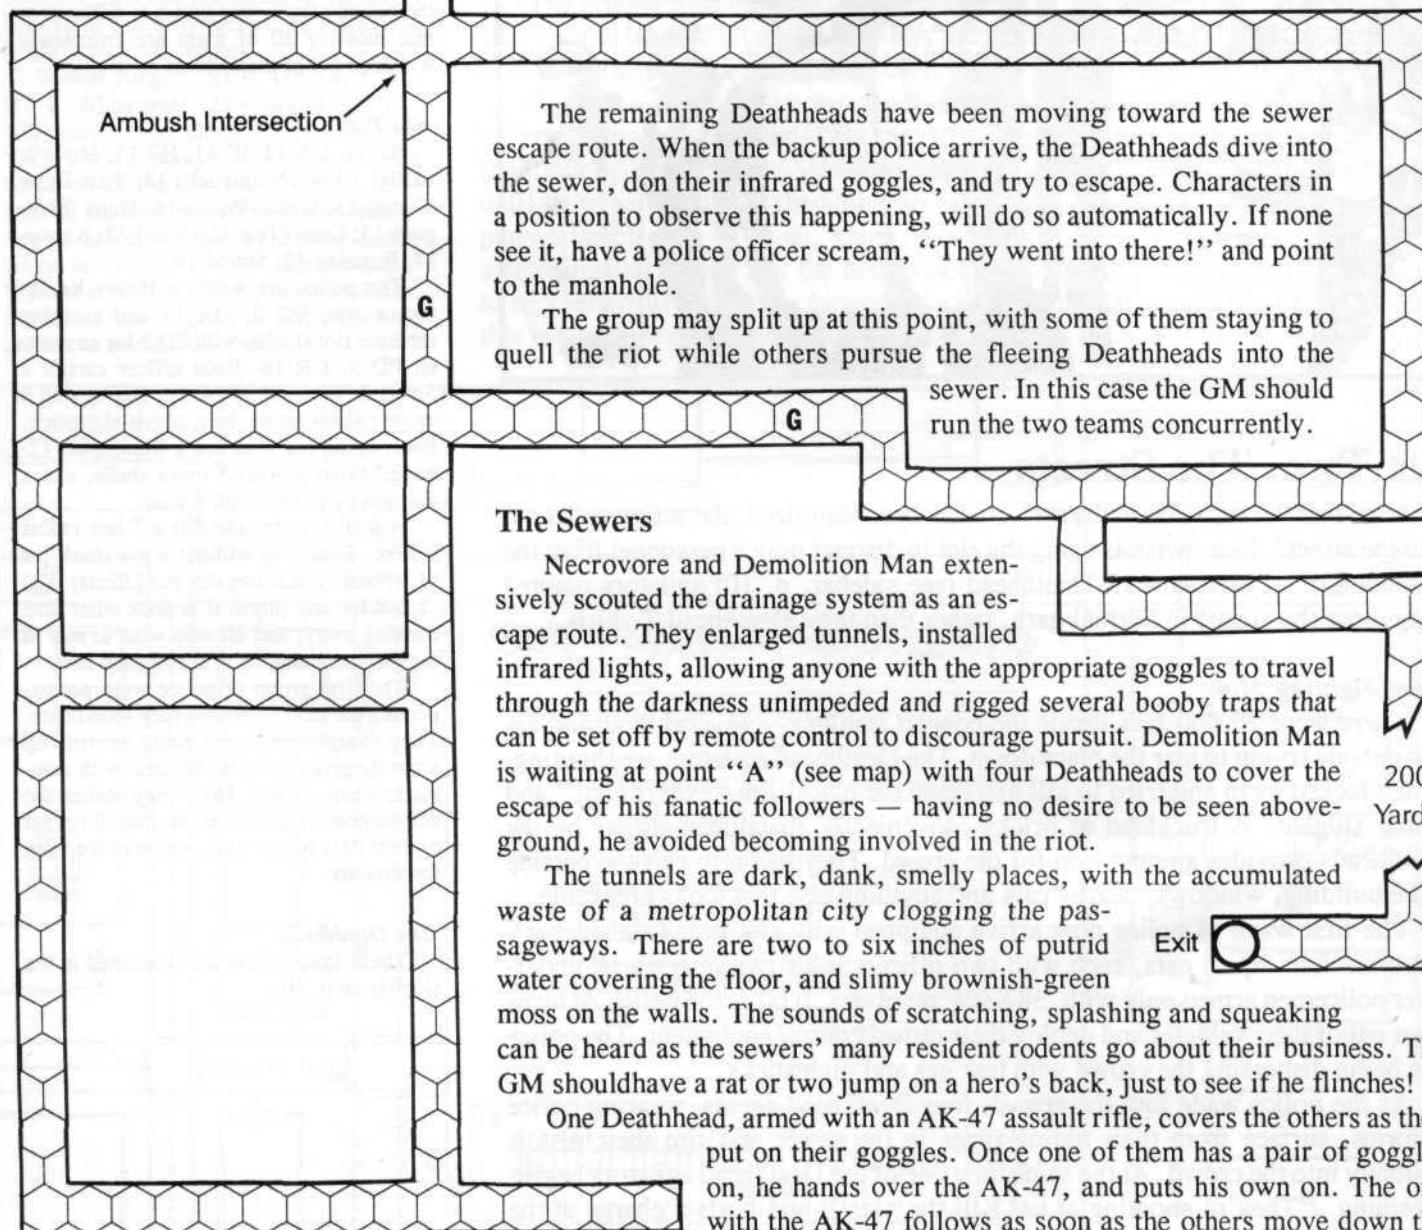 Ambush Intersection
The remaining Deathheads have been moving toward the sewer
escape route. When the backup police arrive, the Deathheads dive into
the sewer, don their infrared goggles, and try to escape. Characters in
a position to observe this happening, will do so automatically. If none
see it, have a police officer scream, “They went into there!” and point
to the manhole.
The group may split up at this point, with some of them staying to
quell the riot while others pursue the fleeing Deathheads into the
sewer. In this case the GM should
run the two teams concurrently.
G
G
The Sewers
Necrovore and Demolition Man exten-
sively scouted the drainage system as an es-
cape route. They enlarged tunnels, installed
infrared lights, allowing anyone with the appropriate goggles to travel
through the darkness unimpeded and rigged several booby traps that
can be set off by remote control to discourage pursuit. Demolition Man
is waiting at point “A” (see map) with four Deathheads to cover the
escape of his fanatic followers — having no desire to be seen above-
ground, he avoided becoming involved in the riot.
200
Yard
The tunnels are dark, dank, smelly places, with the accumulated
waste of a metropolitan city clogging the pas-
sageways. There are two to six inches of putrid
water covering the floor, and slimy brownish-green
moss on the walls. The sounds of scratching, splashing and squeaking
can be heard as the sewers’ many resident rodents go about their business. T
GM shouldhave a rat or two jump on a hero’s back, just to see if he flinches!
Exit
One Deathhead, armed with an AK-47 assault rifle, covers the others as the
put on their goggles. Once one of them has a pair of goggl
on, he hands over the AK-47, and puts his own on. The o
with the AK-47 follows as soon as the others move down t